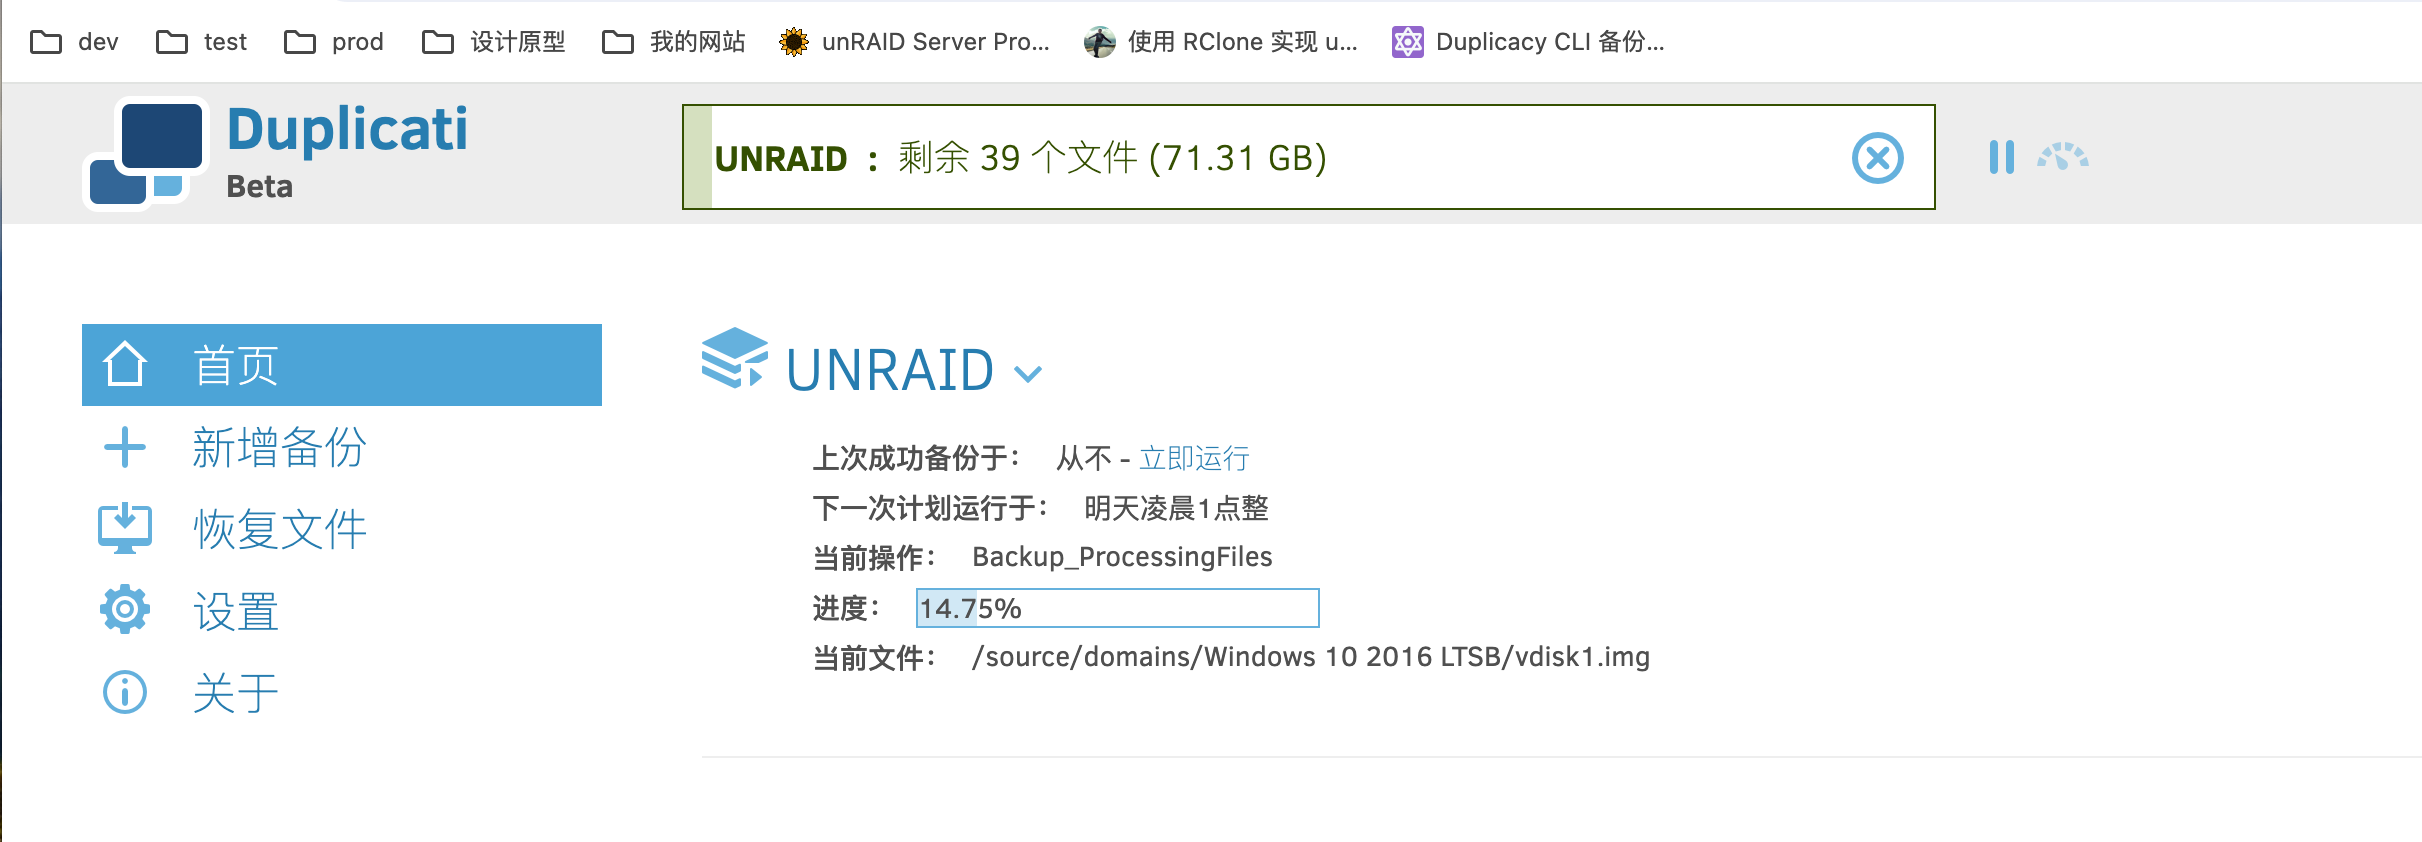 dev test prod 设计原型 我的网站 unRAID Server Pro... 使用 RClone 实现 u... Duplicacy CLI 备份...
Duplicati
Beta
UNRAID : 剩余 39 个文件 (71.31 GB)
首页
新增备份
恢复文件
设置
关于
UNRAID
上次成功备份于： 从不 - 立即运行
下一次计划运行于： 明天凌晨1点整
当前操作： Backup_ProcessingFiles
进度： 14.75%
当前文件： /source/domains/Windows 10 2016 LTSB/vdisk1.img